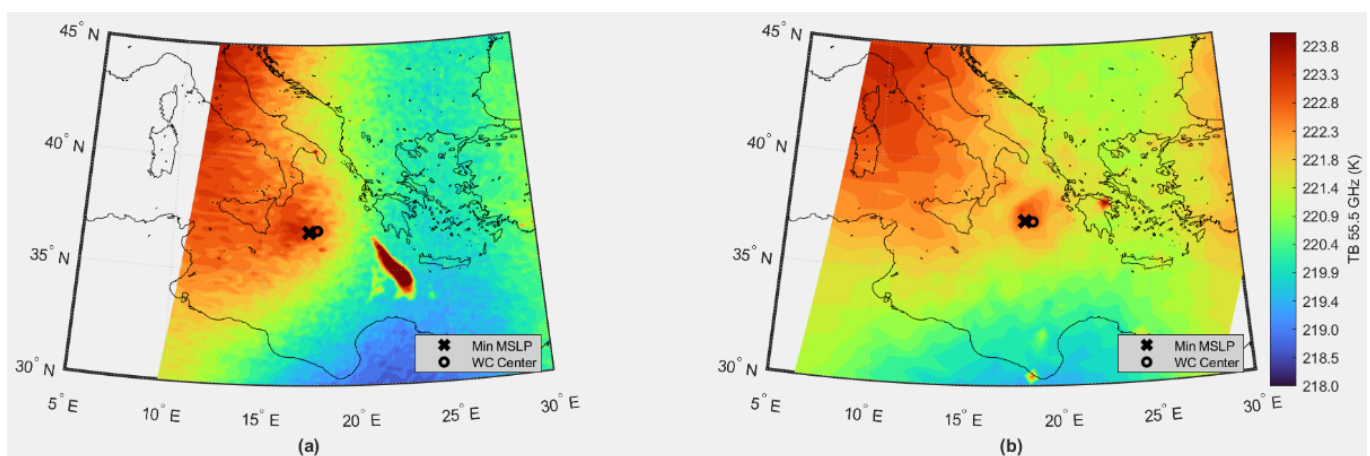 45° N
40° N
35° N
30° N
5° E
10° E
15° E
20° E
25° E
30° E
Min MSLP
WC Center
(a)
45° N
40° N
35° N
30° N
5° E
10° E
15° E
20° E
25° E
30° E
Min MSLP
WC Center
(b)
223.8
223.3
222.8
222.3
221.8
221.4
220.9
220.4
219.9
219.4
219.0
218.5
218.0
TB 55.5 GHz (K)